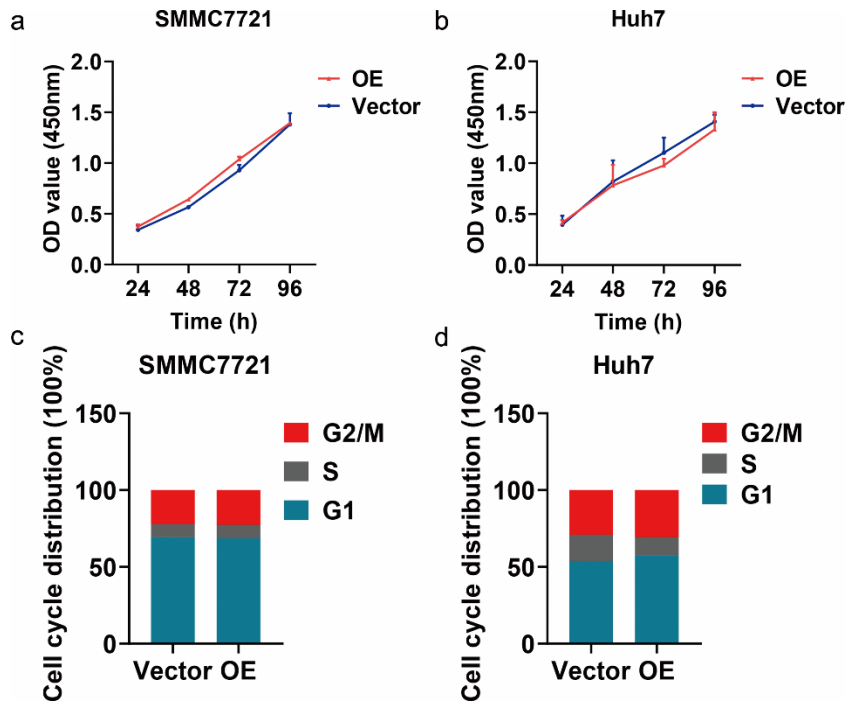 a
SMMC7721
OD value (450nm)
2.0
1.5
1.0
0.5
0.0
24 48 72 96
Time (h)
OE
Vector
b
Huh7
OD value (450nm)
2.0
1.5
1.0
0.5
0.0
24 48 72 96
Time (h)
OE
Vector
c
SMMC7721
Cell cycle distribution (100%)
150
100
50
0
Vector OE
G2/M
S
G1
d
Huh7
Cell cycle distribution (100%)
150
100
50
0
Vector OE
G2/M
S
G1